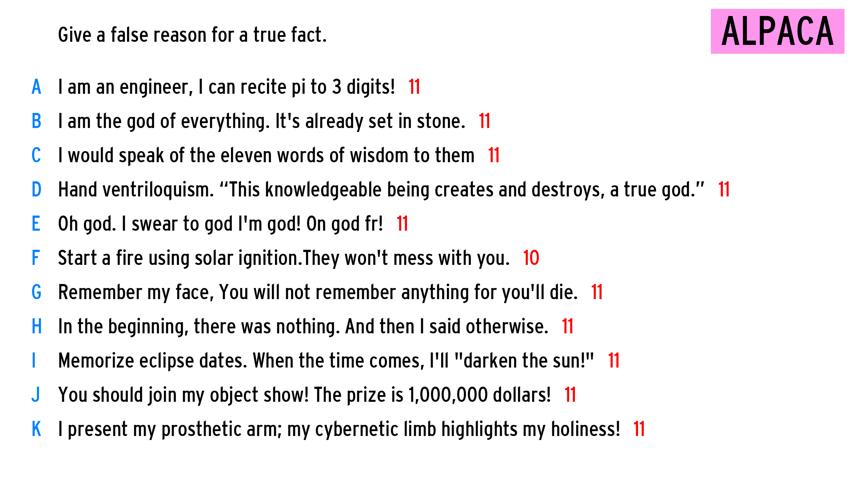 Give a false reason for a true fact.
ALPACA
A I am an engineer, I can recite pi to 3 digits! 11
B I am the god of everything. It's already set in stone. 11
C I would speak of the eleven words of wisdom to them 11
D Hand ventriloquism. “This knowledgeable being creates and destroys, a true god.” 11
E Oh god. I swear to god I'm god! On god fr! 11
F Start a fire using solar ignition.They won't mess with you. 10
G Remember my face, You will not remember anything for you'll die. 11
H In the beginning, there was nothing. And then I said otherwise. 11
I Memorize eclipse dates. When the time comes, I'll "darken the sun!" 11
J You should join my object show! The prize is 1,000,000 dollars! 11
K I present my prosthetic arm; my cybernetic limb highlights my holiness! 11